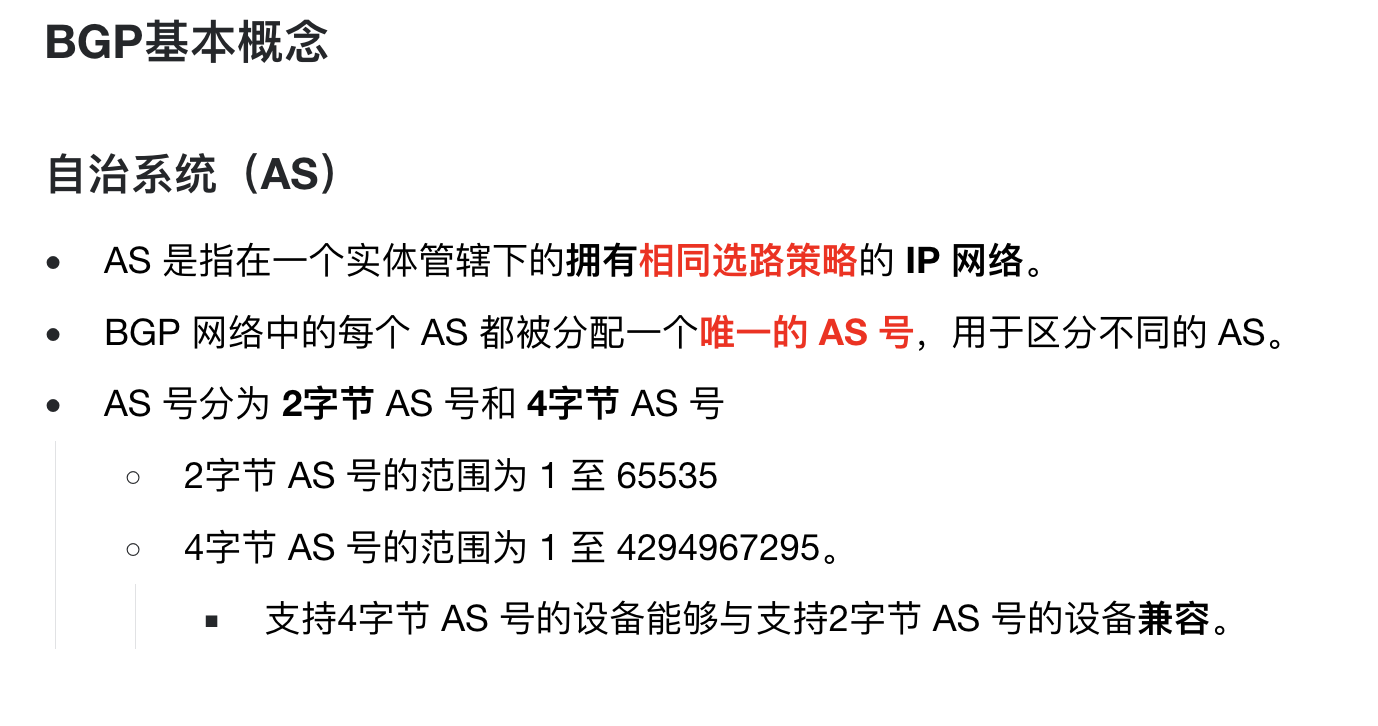 BGP基本概念
自治系统（AS）
AS 是指在一个实体管辖下的拥有相同选路策略的 IP 网络。
BGP 网络中的每个 AS 都被分配一个唯一的 AS 号，用于区分不同的 AS。
AS 号分为 2字节 AS 号和 4字节 AS 号
2字节 AS 号的范围为 1 至 65535
4字节 AS 号的范围为 1 至 4294967295。
支持4字节 AS 号的设备能够与支持2字节 AS 号的设备兼容。